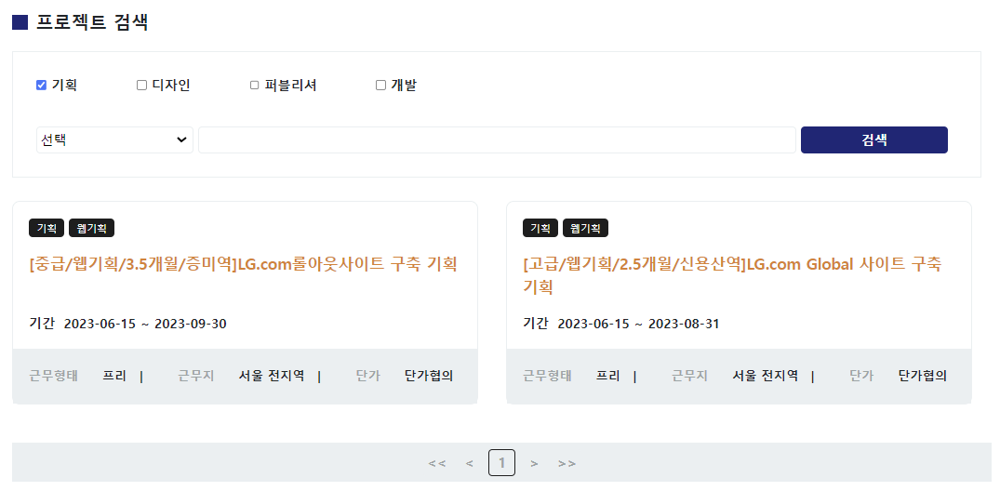 프로젝트 검색
기획 디자인 퍼블리셔 개발
선택 검색
기획 웹기획
[중급/웹기획/3.5개월/증미역]LG.com롤아웃사이트 구축 기획
기간 2023-06-15 ~ 2023-09-30
근무형태 프리 | 근무지 서울 전지역 | 단가 단가협의
기획 웹기획
[고급/웹기획/2.5개월/신용산역]LG.com Global 사이트 구축
기획
기간 2023-06-15 ~ 2023-08-31
근무형태 프리 | 근무지 서울 전지역 | 단가 단가협의
<< < 1 > >>